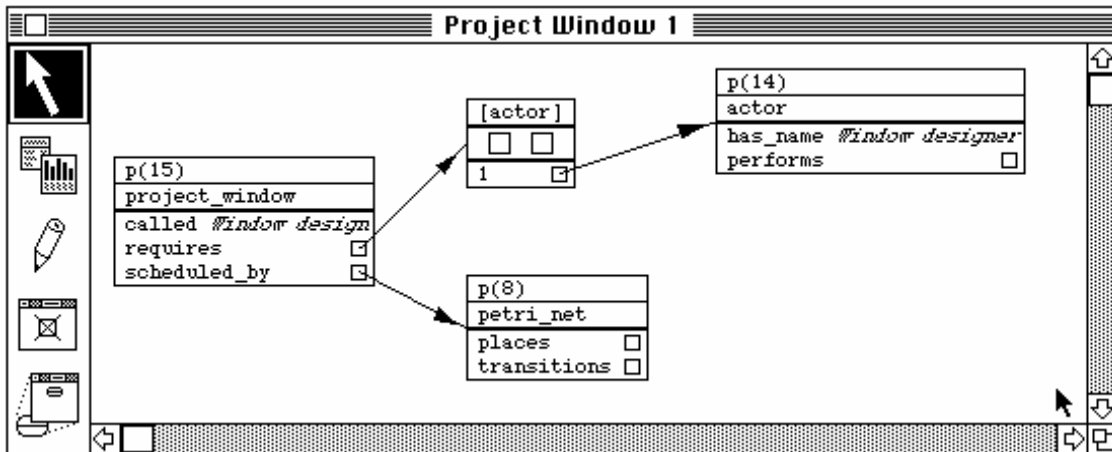 Project Window 1
p(15)
project_window
called Window design
requires
scheduled_by
[actor]
1
p(14)
actor
has_name Window designer
performs
p(8)
petri_net
places
transitions